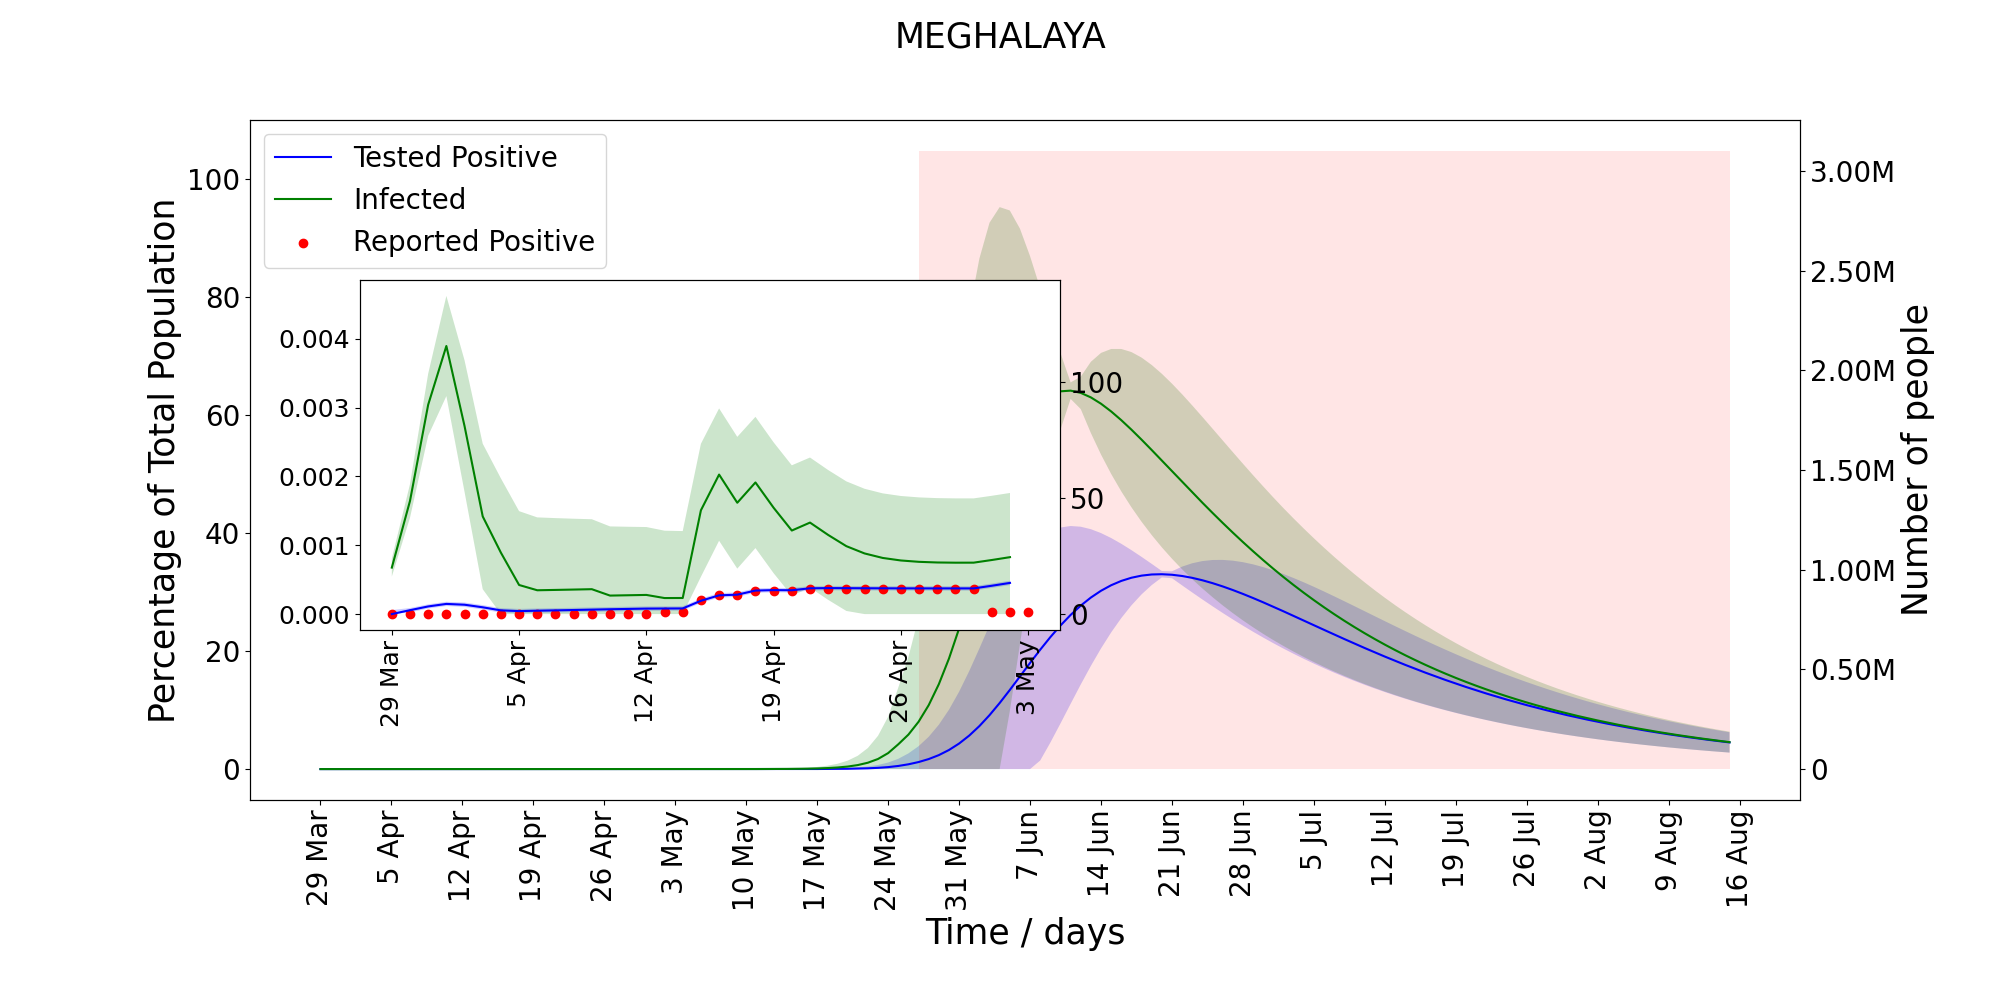 MEGHALAYA
Tested Positive
Infected
Reported Positive
Percentage of Total Population
100
80
60
40
20
0
3.00M
2.50M
2.00M
1.50M
1.00M
0.50M
0
Number of people
0.004
0.003
0.002
0.001
0.000
100
50
0
29 Mar
5 Apr
12 Apr
19 Apr
26 Apr
3 May
29 Mar
5 Apr
12 Apr
19 Apr
26 Apr
3 May
10 May
17 May
24 May
31 May
7 Jun
14 Jun
21 Jun
28 Jun
5 Jul
12 Jul
19 Jul
26 Jul
2 Aug
9 Aug
16 Aug
Time / days